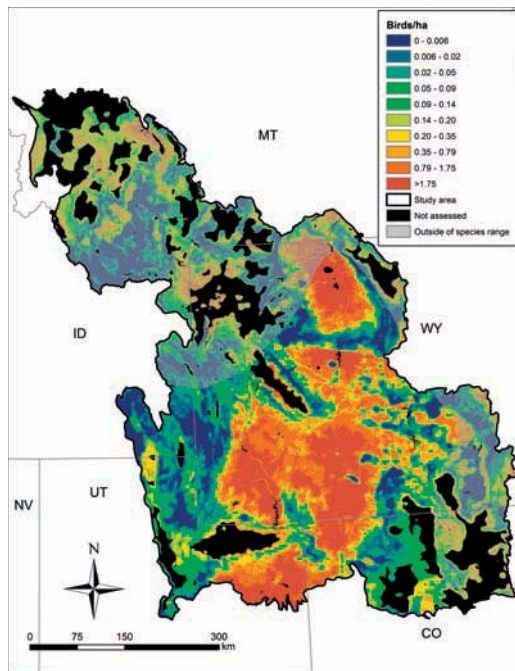 Birds/ha
0 - 0.006
0.006 - 0.02
0.02 - 0.05
0.05 - 0.09
0.09 - 0.14
0.14 - 0.20
0.20 - 0.35
0.35 - 0.79
0.79 - 1.75
>1.75
Study area
Not assessed
Outside of species range
MT
ID
WY
NV
UT
N
CO
0 75 150 300
km